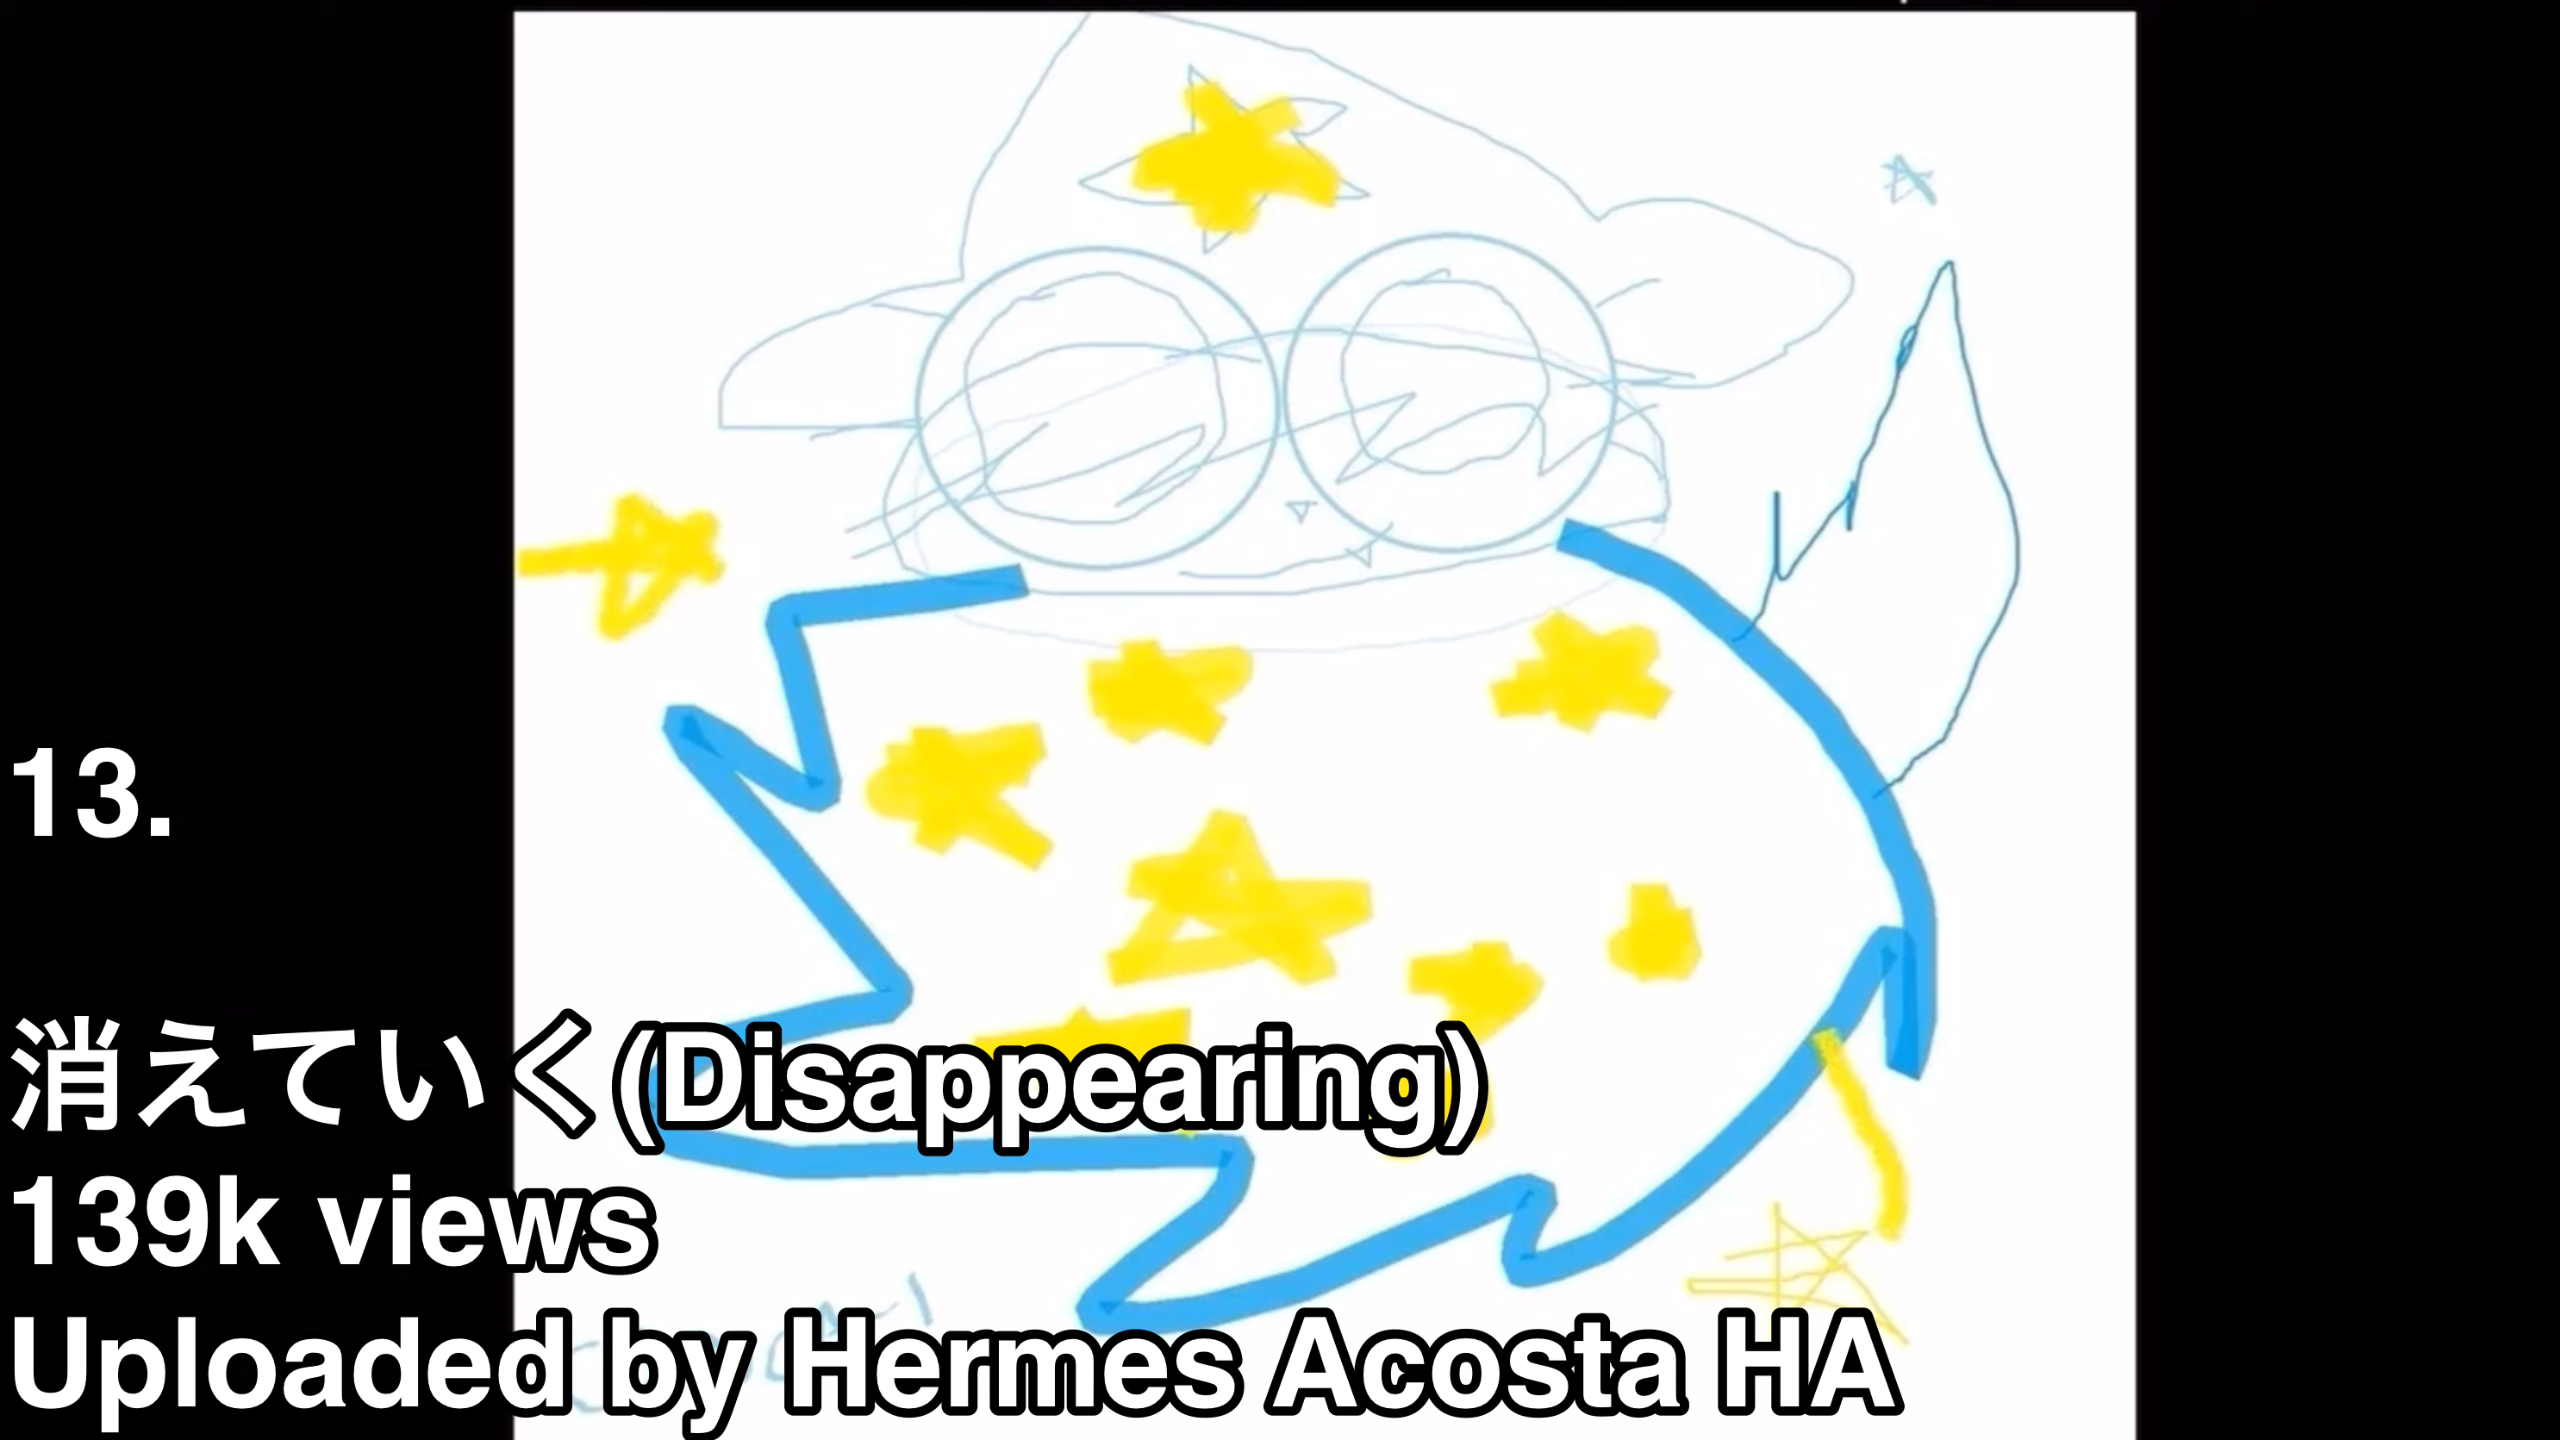 13.
消えていく(Disappearing)
139k views
Uploaded by Hermes Acosta HA